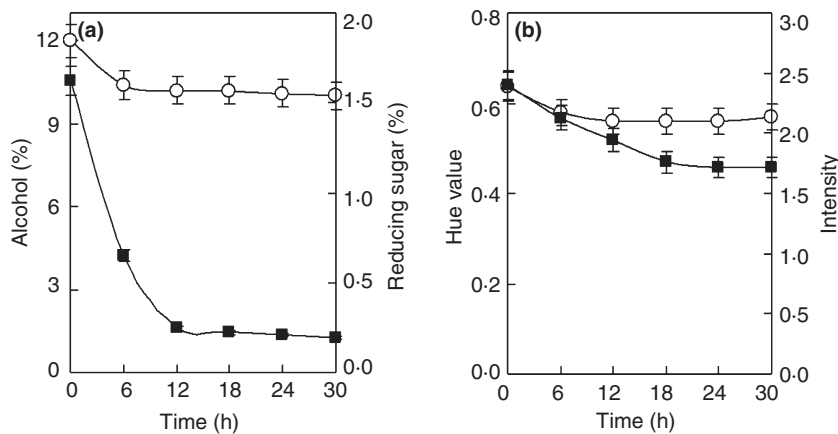 (a)
12
9
6
3
0
Alcohol (%)
2·0
1·5
1·0
0·5
0·0
Reducing sugar (%)
0 6 12 18 24 30
Time (h)
(b)
0·8
0·6
0·4
0·2
0·0
Hue value
3·0
2·5
2·0
1·5
1·0
0·5
0·0
Intensity
0 6 12 18 24 30
Time (h)